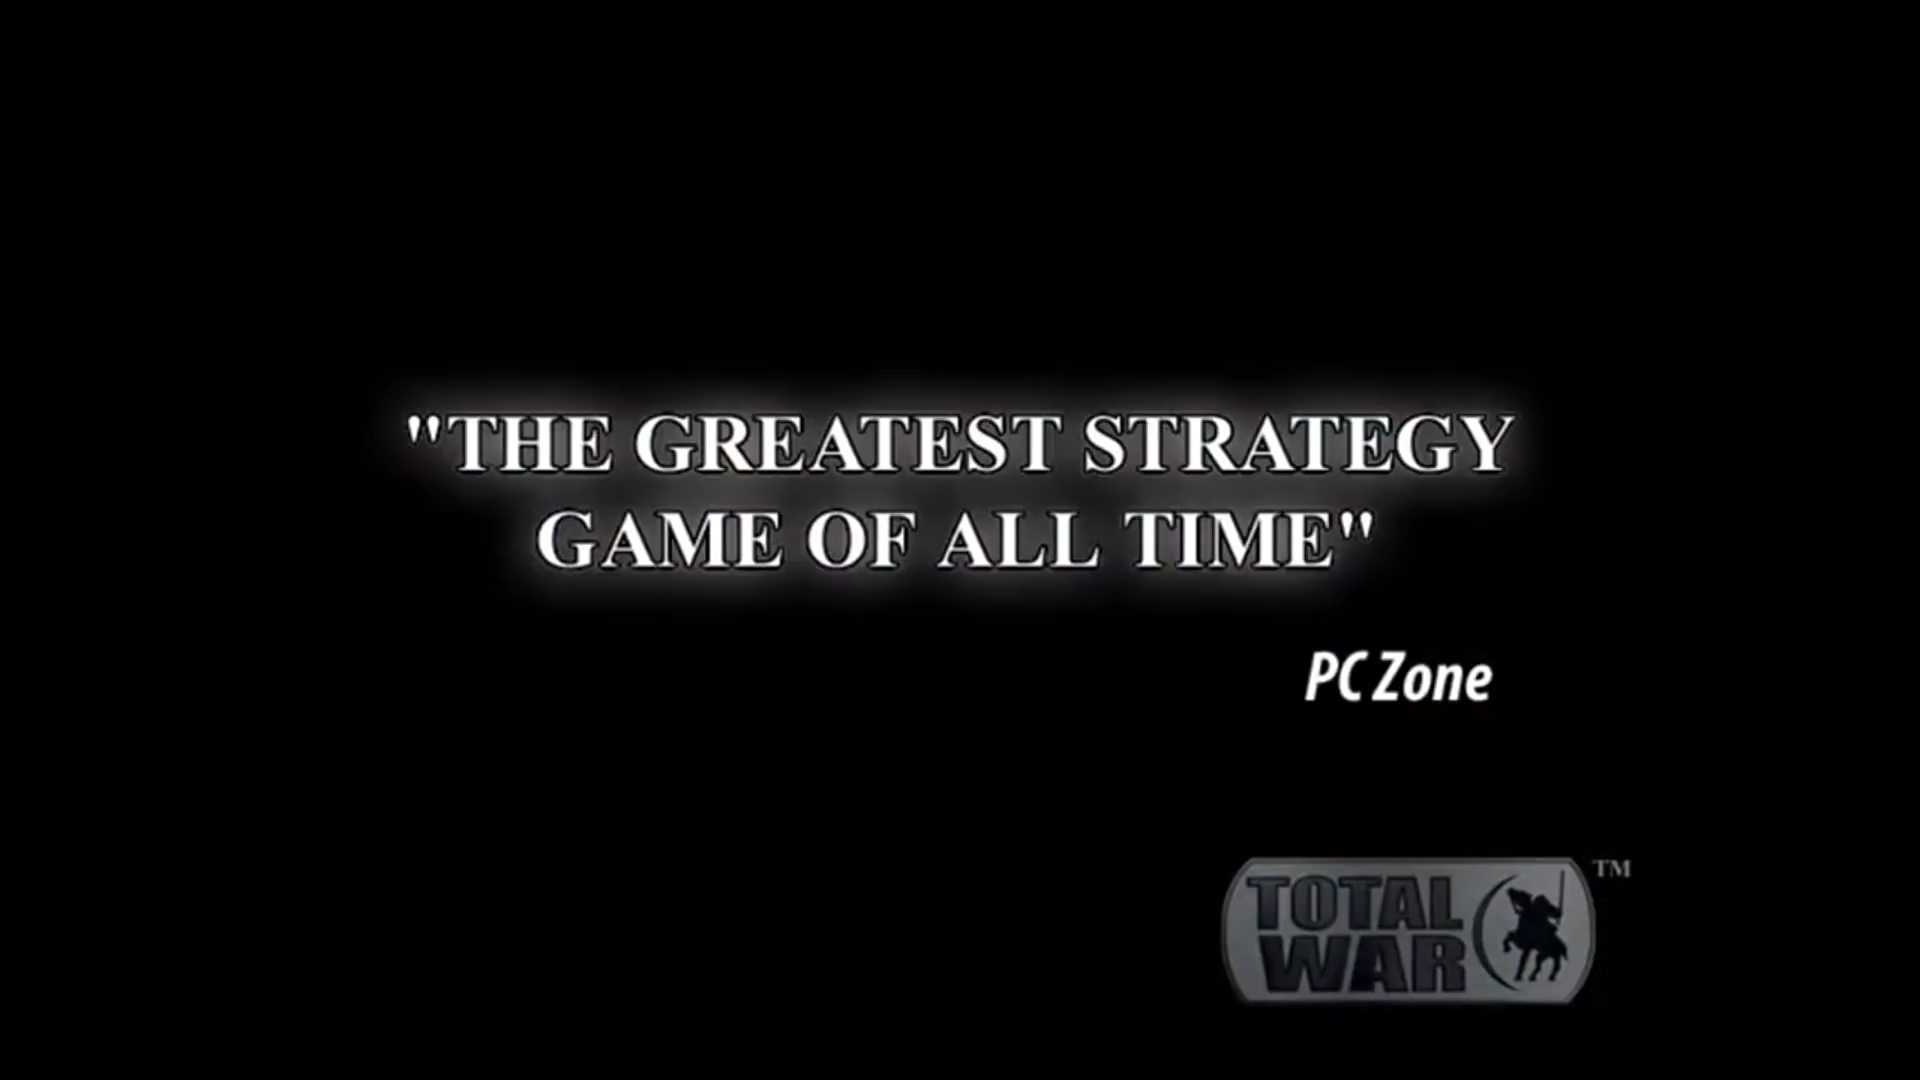 "THE GREATEST STRATEGY
GAME OF ALL TIME"
PC Zone
TOTAL
WAR
TM